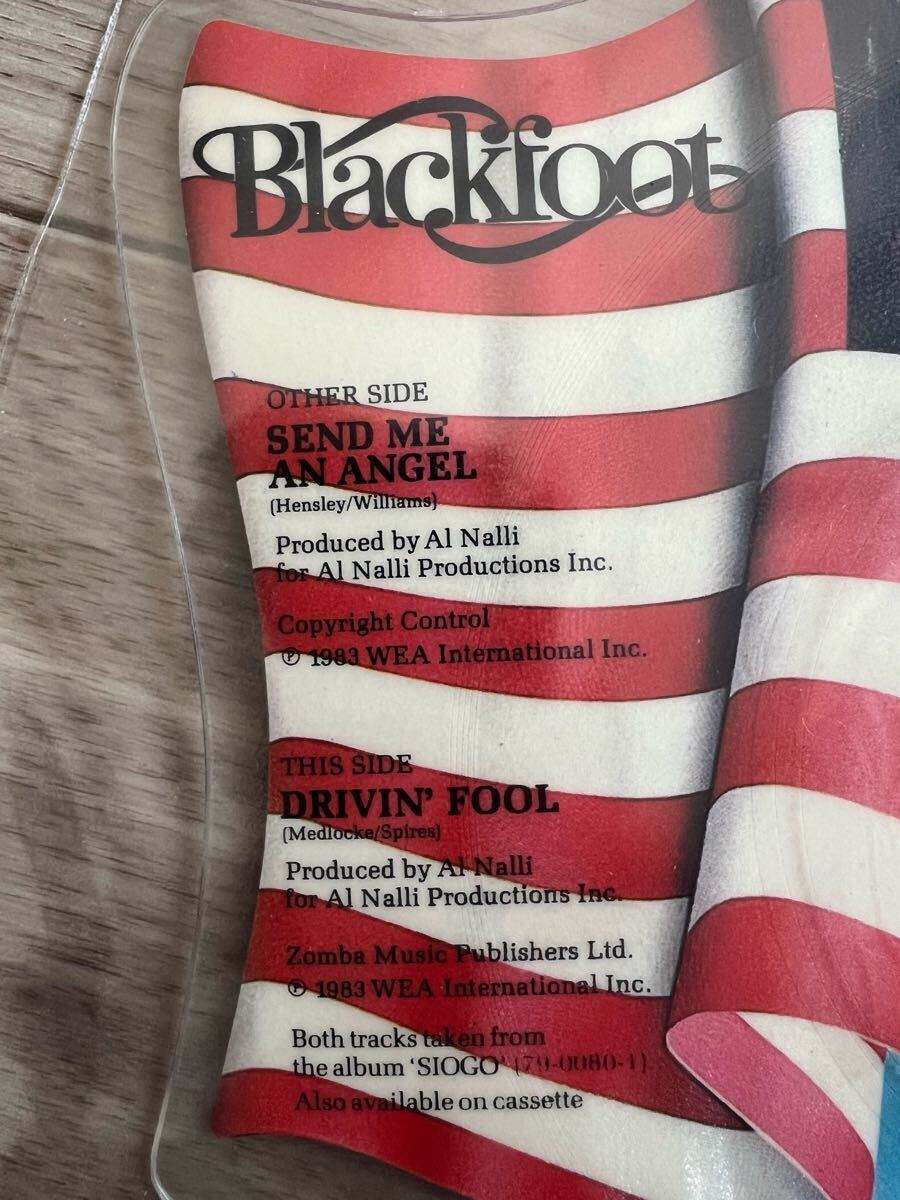 Blackfoot
OTHER SIDE
SEND ME
AN ANGEL
(Hensley/Williams)
Produced by Al Nalli
for Al Nalli Productions Inc.
Copyright Control
℗ 1983 WEA International Inc.
THIS SIDE
DRIVIN' FOOL
(Medlocke/Spires)
Produced by Al Nalli
for Al Nalli Productions Inc.
Zomba Music Publishers Ltd.
℗ 1983 WEA International Inc.
Both tracks taken from
the album 'SIOGO' (79-0080-1)
Also available on cassette